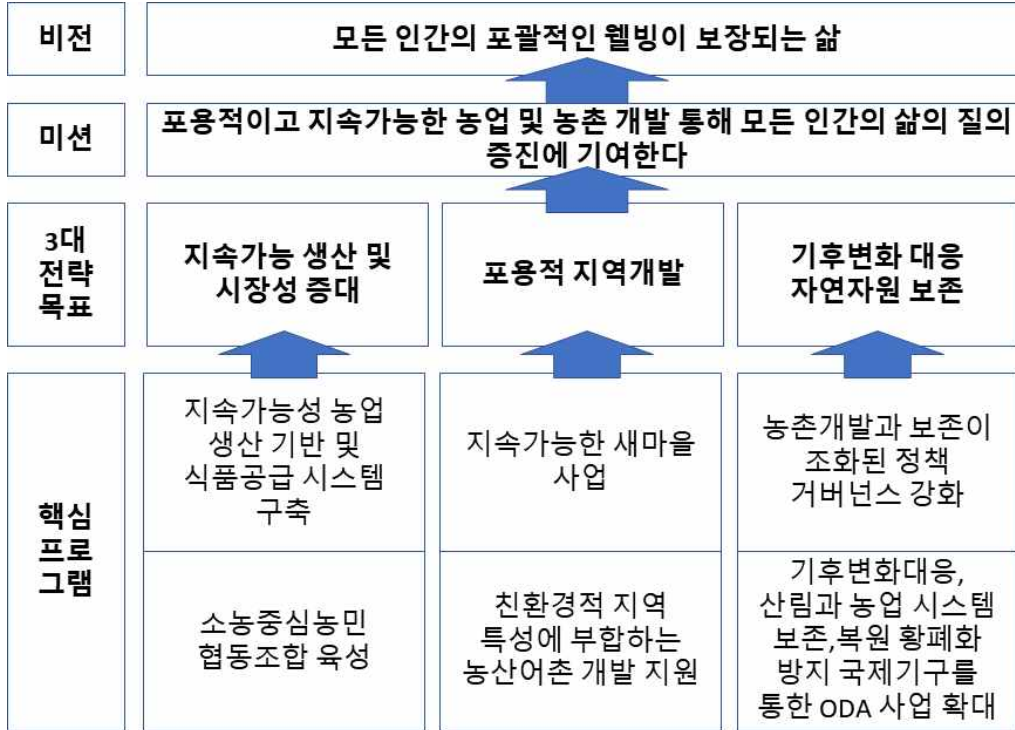 비전
모든 인간의 포괄적인 웰빙이 보장되는 삶
미션
포용적이고 지속가능한 농업 및 농촌 개발 통해 모든 인간의 삶의 질의
증진에 기여한다
3대
전략
목표
지속가능 생산 및
시장성 증대
포용적 지역개발
기후변화 대응
자연자원 보존
핵심
프로
그램
지속가능성 농업
생산 기반 및
식품공급 시스템
구축
지속가능한 새마을
사업
농촌개발과 보존이
조화된 정책
거버넌스 강화
소농중심농민
협동조합 육성
친환경적 지역
특성에 부합하는
농산어촌 개발 지원
기후변화대응,
산림과 농업 시스템
보존,복원 황폐화
방지 국제기구를
통한 ODA 사업 확대